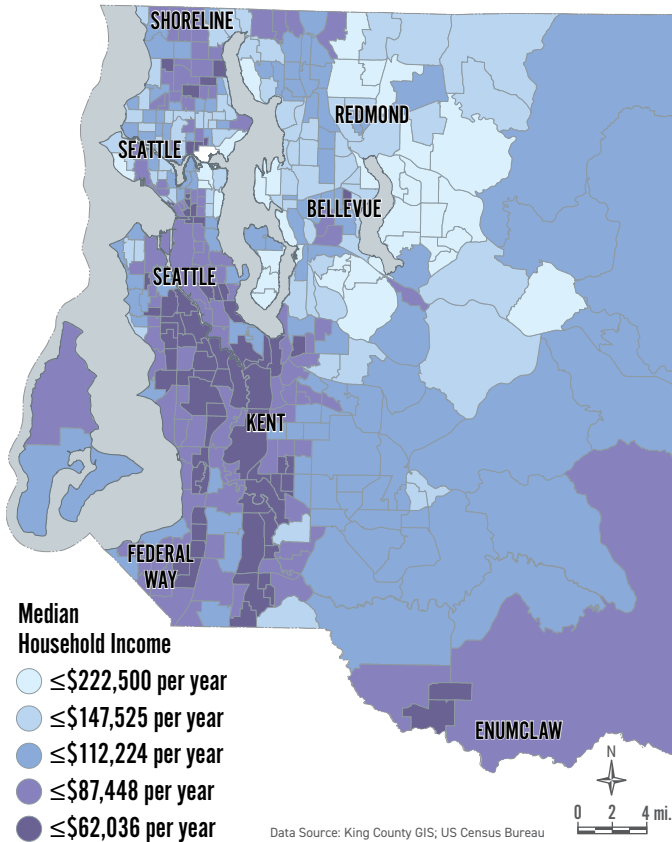 SHORELINE
REDMOND
SEATTLE
BELLEVUE
SEATTLE
KENT
FEDERAL
WAY
ENUMCLAW
Median
Household Income
≤$222,500 per year
≤$147,525 per year
≤$112,224 per year
≤$87,448 per year
≤$62,036 per year
N
0 2 4 mi.
Data Source: King County GIS; US Census Bureau